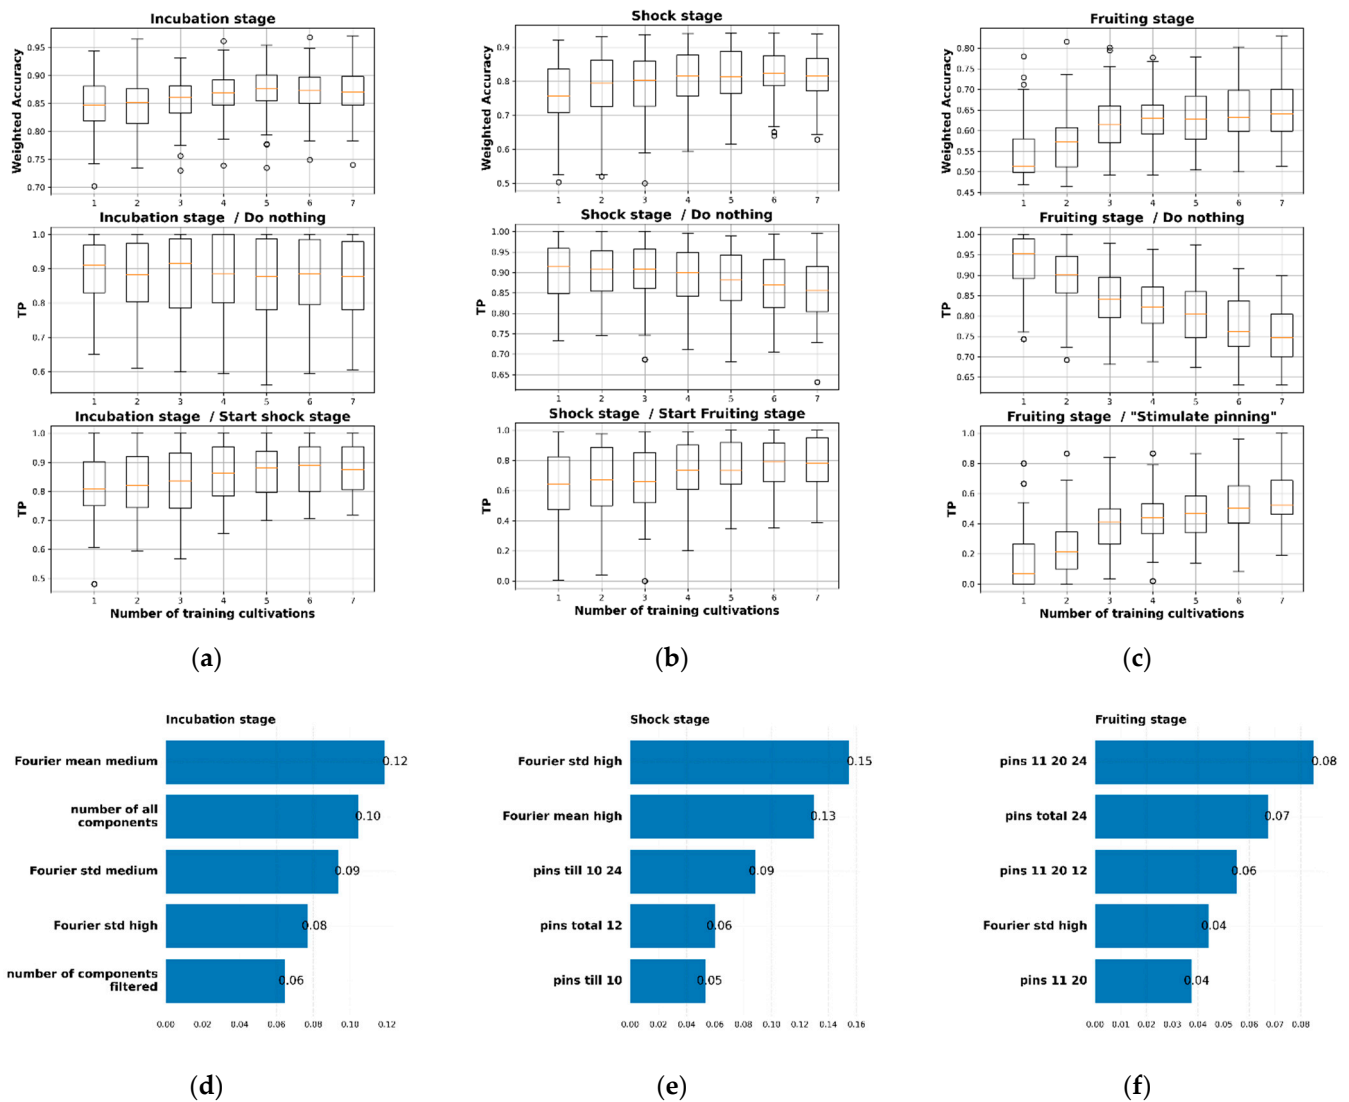 Incubation stage
Weighted Accuracy
0.95
0.90
0.85
0.80
0.75
0.70
1 2 3 4 5 6 7
Incubation stage / Do nothing
TP
1.0
0.9
0.8
0.7
0.6
1 2 3 4 5 6 7
Incubation stage / Start shock stage
TP
1.0
0.9
0.8
0.7
0.6
0.5
1 2 3 4 5 6 7
Number of training cultivations
(a)
Shock stage
Weighted Accuracy
0.9
0.8
0.7
0.6
0.5
1 2 3 4 5 6 7
Shock stage / Do nothing
TP
1.00
0.95
0.90
0.85
0.80
0.75
0.70
0.65
1 2 3 4 5 6 7
Shock stage / Start Fruiting stage
TP
1.0
0.8
0.6
0.4
0.2
0.0
1 2 3 4 5 6 7
Number of training cultivations
(b)
Fruiting stage
Weighted Accuracy
0.80
0.75
0.70
0.65
0.60
0.55
0.50
0.45
1 2 3 4 5 6 7
Fruiting stage / Do nothing
TP
1.00
0.95
0.90
0.85
0.80
0.75
0.70
0.65
1 2 3 4 5 6 7
Fruiting stage / "Stimulate pinning"
TP
1.0
0.8
0.6
0.4
0.2
0.0
1 2 3 4 5 6 7
Number of training cultivations
(c)
Incubation stage
Fourier mean medium 0.12
number of all
components 0.10
Fourier std medium 0.09
Fourier std high 0.08
number of components
filtered 0.06
0.00 0.02 0.04 0.06 0.08 0.10 0.12
(d)
Shock stage
Fourier std high 0.15
Fourier mean high 0.13
pins till 10 24 0.09
pins total 12 0.06
pins till 10 0.05
0.00 0.02 0.04 0.06 0.08 0.10 0.12 0.14 0.16
(e)
Fruiting stage
pins 11 20 24 0.08
pins total 24 0.07
pins 11 20 12 0.06
Fourier std high 0.04
pins 11 20 0.04
0.00 0.01 0.02 0.03 0.04 0.05 0.06 0.07 0.08
(f)